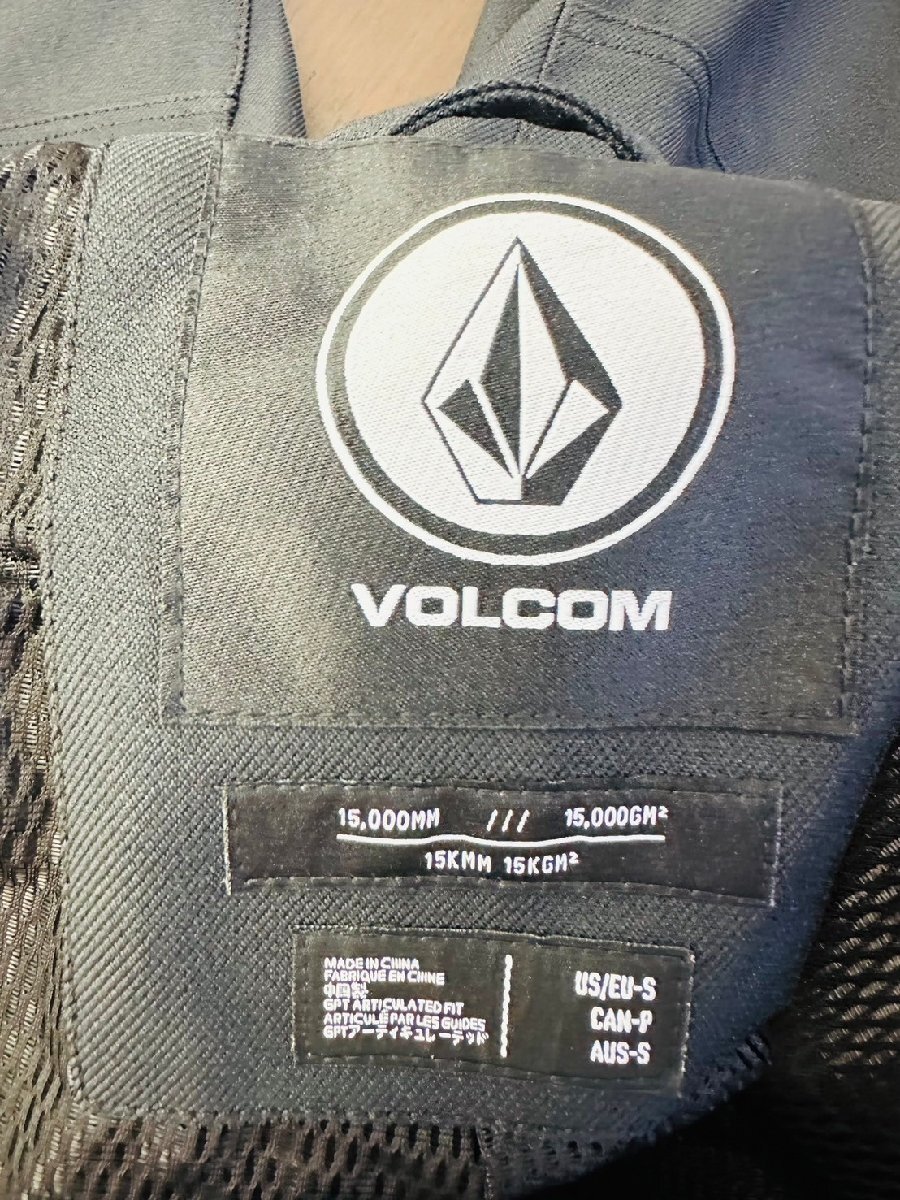 VOLCOM
15,000MM /// 15,000GM²
15KMM 15KGM²
MADE IN CHINA
FABRIQUE EN CHINE
中国製
GPT ARTICULATED FIT
ARTICULÉ PAR LES GUIDES
GPTアーティキュレーテッド
US/EU-S
CAN-P
AUS-S